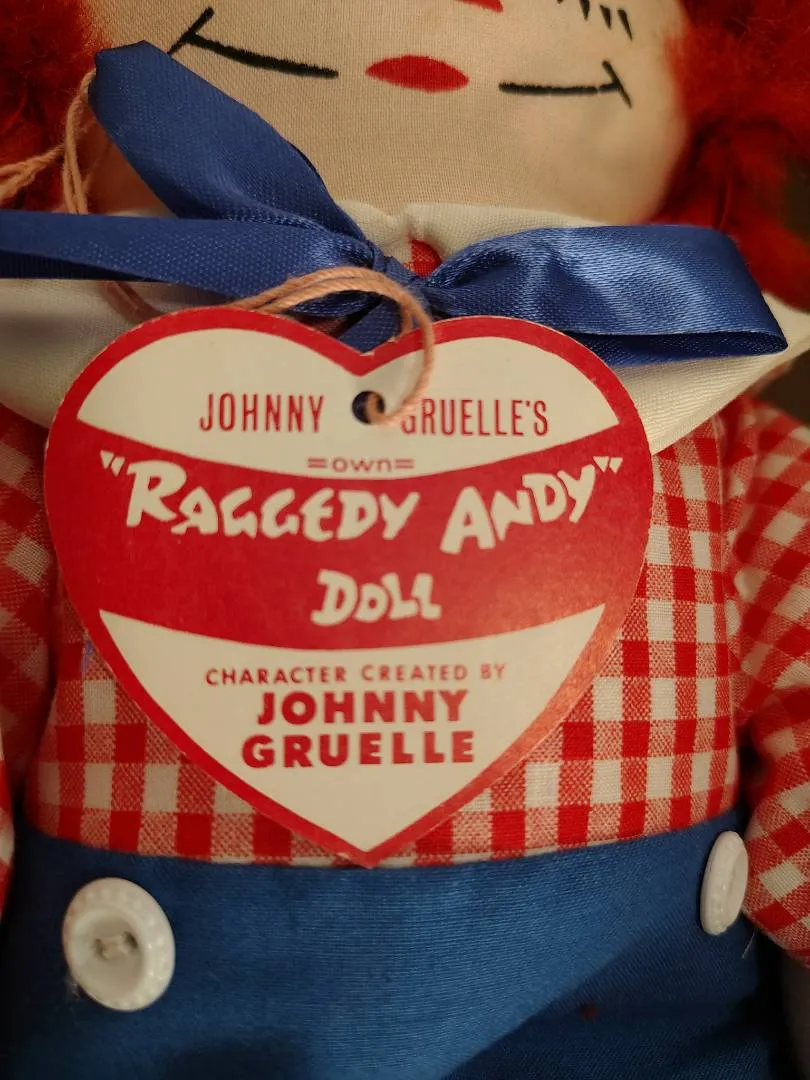 JOHNNY GRUELLE'S
=own=
"RAGGEDY ANDY"
DOLL
CHARACTER CREATED BY
JOHNNY
GRUELLE